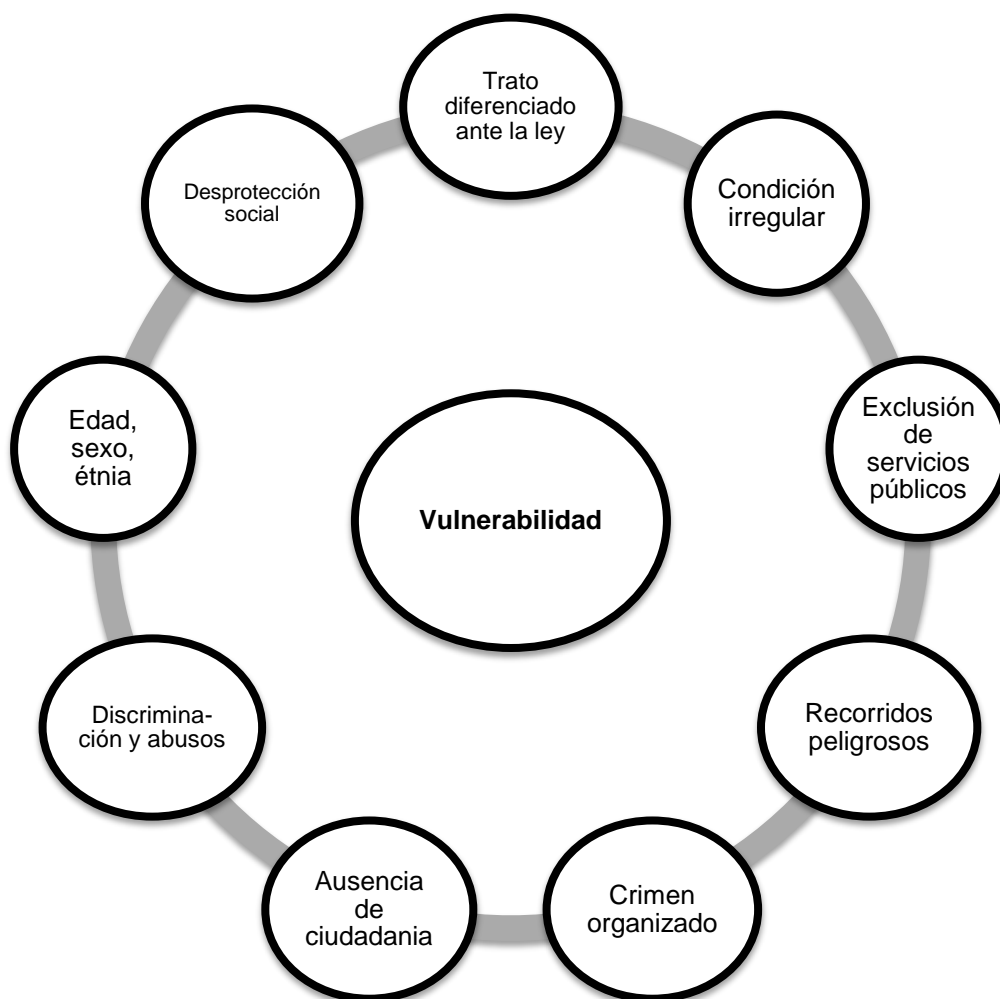 Trato
diferenciado
ante la ley
Condición
irregular
Exclusión
de
servicios
públicos
Recorridos
peligrosos
Crimen
organizado
Ausencia
de
ciudadania
Discrimina-
ción y abusos
Edad,
sexo,
étnia
Desprotección
social
Vulnerabilidad